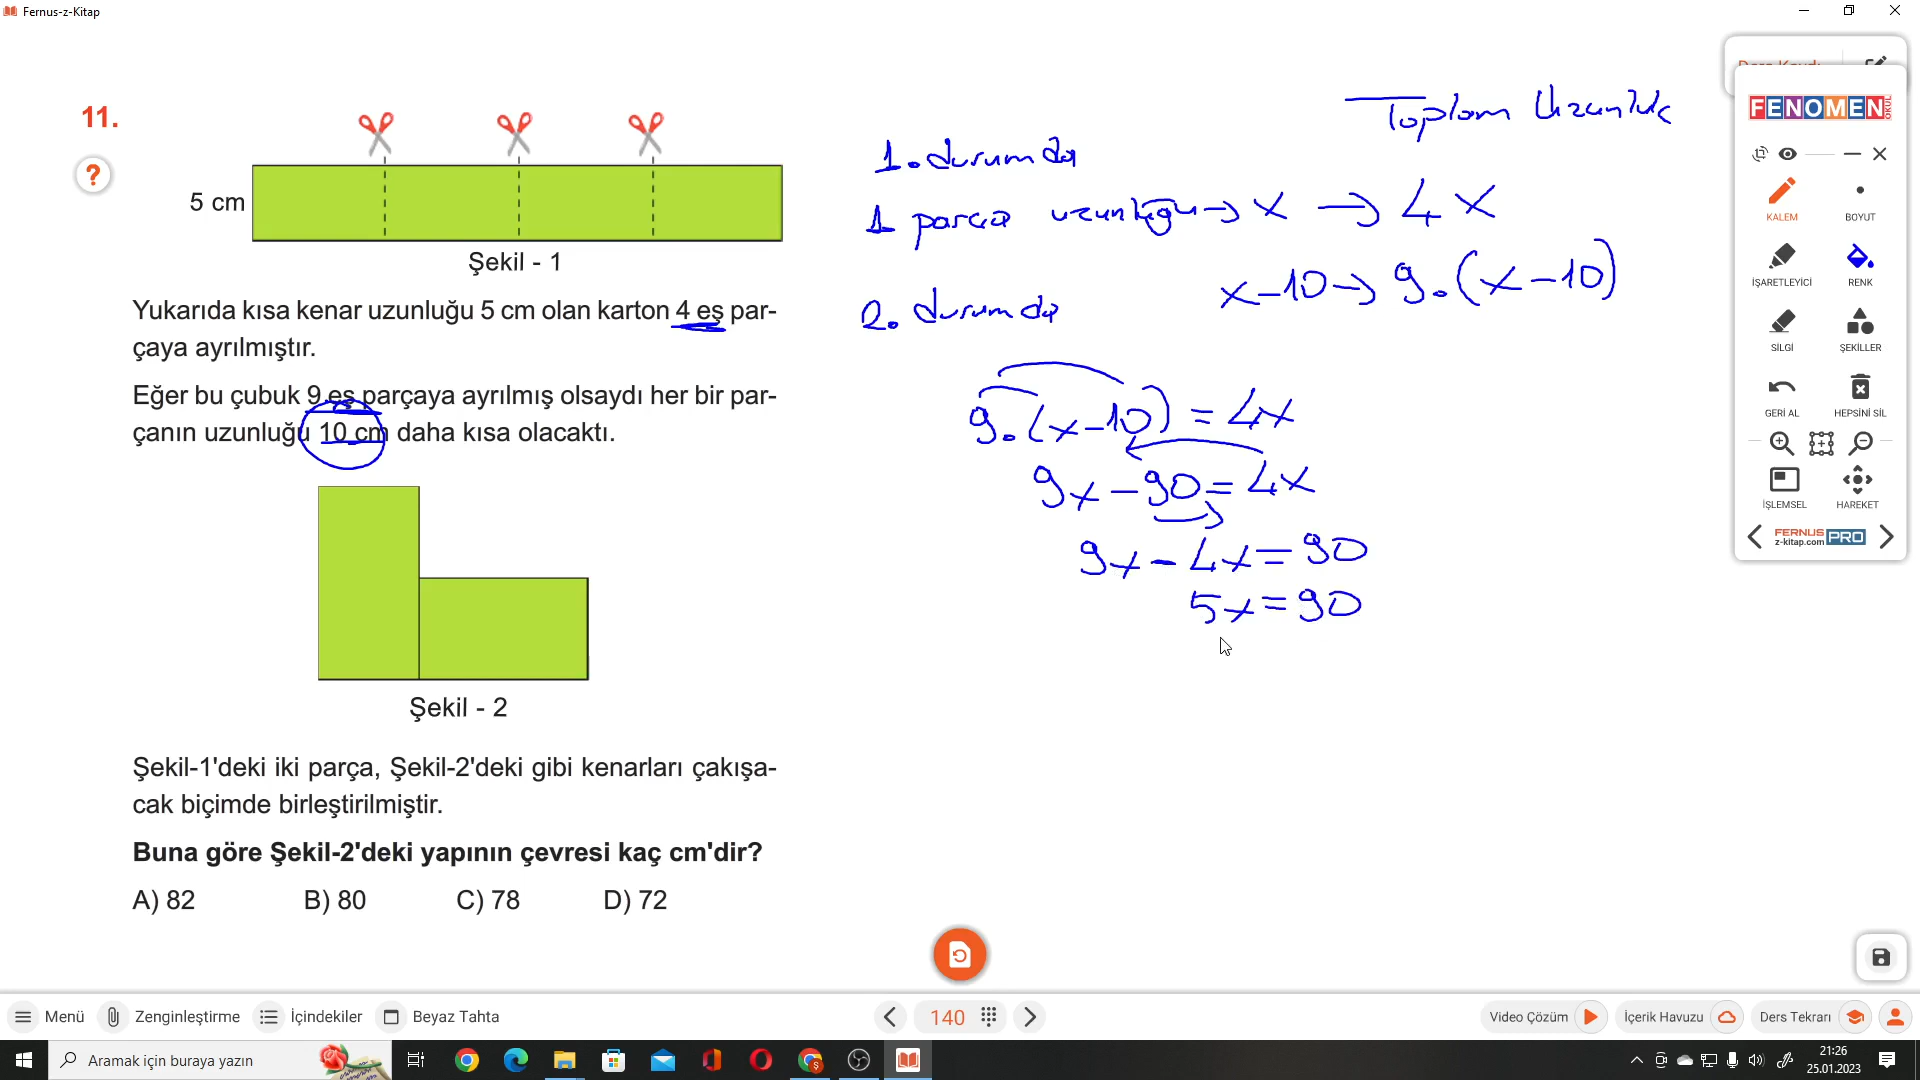 Fernus-z-Kitap
11.
?
5 cm
Şekil - 1
Yukarıda kısa kenar uzunluğu 5 cm olan karton 4 eş par-
çaya ayrılmıştır.
Eğer bu çubuk 9 eş parçaya ayrılmış olsaydı her bir par-
çanın uzunluğu 10 cm daha kısa olacaktı.
Şekil - 2
Şekil-1'deki iki parça, Şekil-2'deki gibi kenarları çakışa-
cak biçimde birleştirilmiştir.
Buna göre Şekil-2'deki yapının çevresi kaç cm'dir?
A) 82 B) 80 C) 78 D) 72
Toplam Uzunluk
1. durumda
1 parça uzunluğu → x → 4x
x-10 → 9.(x-10)
2. durumda
9.(x-10) = 4x
9x - 90 = 4x
9x - 4x = 90
5x = 90
Ders Kaydı
FENOMEN OKUL
KALEM BOYUT
İŞARETLEYİCİ RENK
SİLGİ ŞEKİLLER
GERİ AL HEPSİNİ SİL
İŞLEMSEL HAREKET
FERNUS z-kitap.com PRO
Menü Zenginleştirme İçindekiler Beyaz Tahta 140 Video Çözüm İçerik Havuzu Ders Tekrarı
Aramak için buraya yazın
21:26
25.01.2023